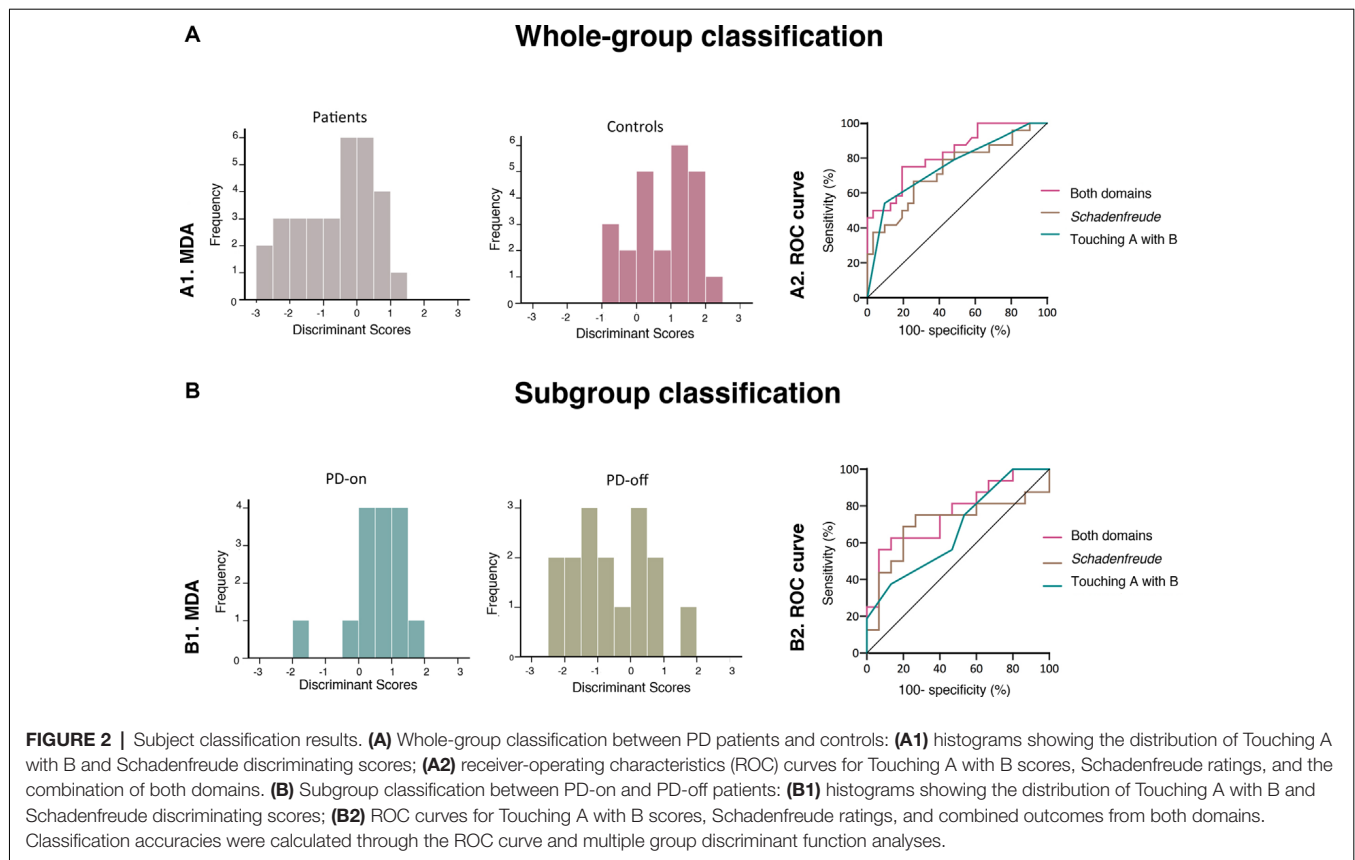 A
Whole-group classification
A1. MDA
Patients
Frequency
6
5
4
3
2
1
0
-3 -2 -1 0 1 2 3
Discriminant Scores
Controls
Frequency
6
5
4
3
2
1
0
-3 -2 -1 0 1 2 3
Discriminant Scores
A2. ROC curve
Sensitivity (%)
100
80
60
40
20
0
0 20 40 60 80 100
100- specificity (%)
Both domains
Schadenfreude
Touching A with B
B
Subgroup classification
B1. MDA
PD-on
Frequency
4
3
2
1
0
-3 -2 -1 0 1 2 3
Discriminant Scores
PD-off
Frequency
3
2
1
0
-3 -2 -1 0 1 2 3
Discriminant Scores
B2. ROC curve
Sensitivity (%)
100
80
60
40
20
0
0 20 40 60 80 100
100- specificity (%)
Both domains
Schadenfreude
Touching A with B
FIGURE 2 | Subject classification results. (A) Whole-group classification between PD patients and controls: (A1) histograms showing the distribution of Touching A
with B and Schadenfreude discriminating scores; (A2) receiver-operating characteristics (ROC) curves for Touching A with B scores, Schadenfreude ratings, and the
combination of both domains. (B) Subgroup classification between PD-on and PD-off patients: (B1) histograms showing the distribution of Touching A with B and
Schadenfreude discriminating scores; (B2) ROC curves for Touching A with B scores, Schadenfreude ratings, and combined outcomes from both domains.
Classification accuracies were calculated through the ROC curve and multiple group discriminant function analyses.